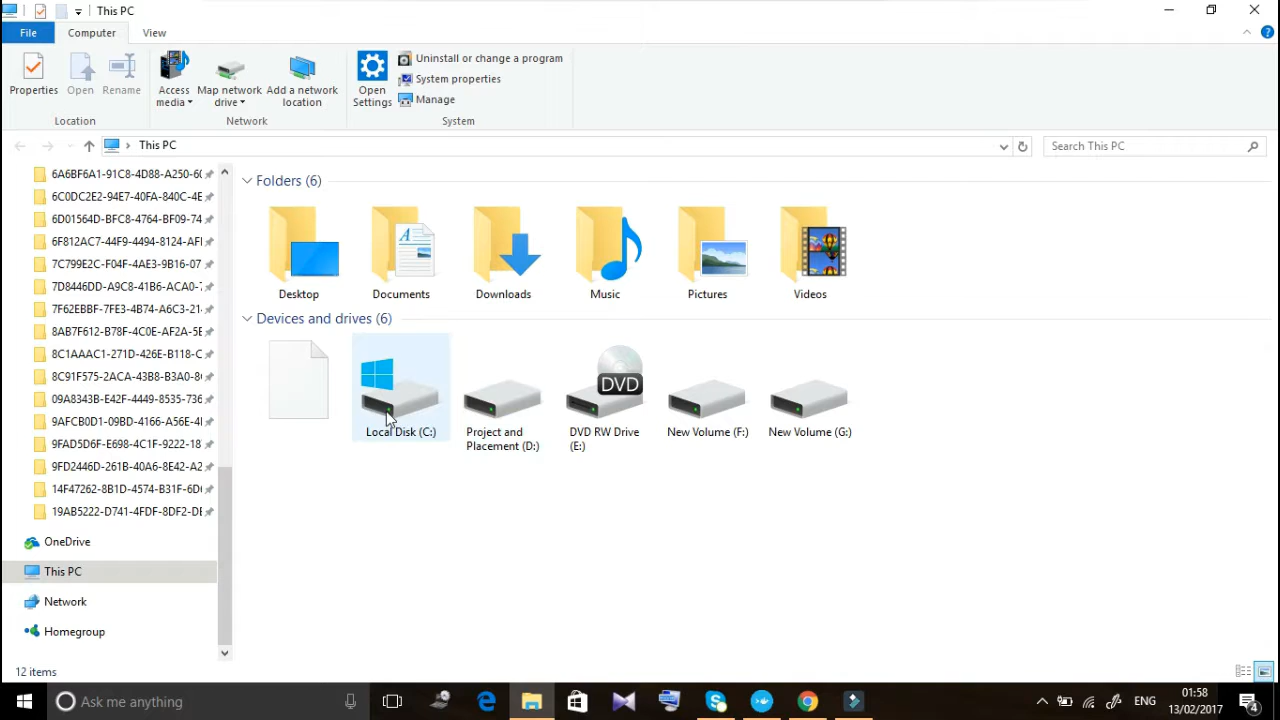 This PC
File Computer View
Properties Open Rename
Location
Access media
Map network drive
Add a network location
Network
Open Settings
Uninstall or change a program
System properties
Manage
System
This PC
Search This PC
6A6BF6A1-91C8-4D88-A250-60
6C0DC2E2-94E7-40FA-840C-4E
6D01564D-BFC8-4764-BF09-74
6F812AC7-44F9-4494-8124-AFI
7C799E2C-F04F-4AE3-9B16-07
7D8446DD-A9C8-41B6-ACA0-7
7F62EBBF-7FE3-4B74-A6C3-214
8AB7F612-B78F-4C0E-AF2A-5E
8C1AAAC1-271D-426E-B118-C
8C91F575-2ACA-43B8-B3A0-8
09A8343B-E42F-4449-8535-736
9AFCB0D1-09BD-4166-A56E-4
9FAD5D6F-E698-4C1F-9222-18
9FD2446D-261B-40A6-8E42-A2
14F47262-8B1D-4574-B31F-6D
19AB5222-D741-4FDF-8DF2-DE
OneDrive
This PC
Network
Homegroup
Folders (6)
Desktop
Documents
Downloads
Music
Pictures
Videos
Devices and drives (6)
Local Disk (C:)
Project and
Placement (D:)
DVD
DVD RW Drive
(E:)
New Volume (F:)
New Volume (G:)
12 items
Ask me anything
ENG
01:58
13/02/2017
4